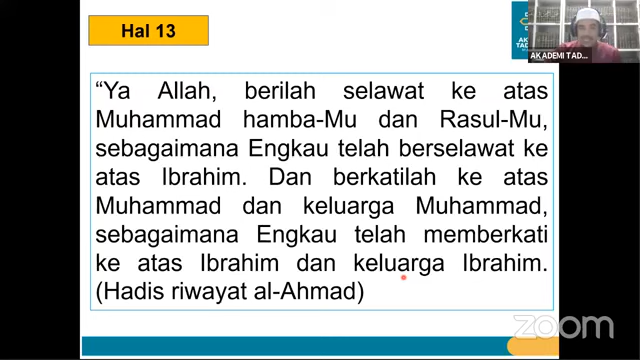 Hal 13
“Ya Allah, berilah selawat ke atas
Muhammad hamba-Mu dan Rasul-Mu,
sebagaimana Engkau telah berselawat ke
atas Ibrahim. Dan berkatilah ke atas
Muhammad dan keluarga Muhammad,
sebagaimana Engkau telah memberkati
ke atas Ibrahim dan keluarga Ibrahim.
(Hadis riwayat al-Ahmad)
AKADEMI TAD...
zoom